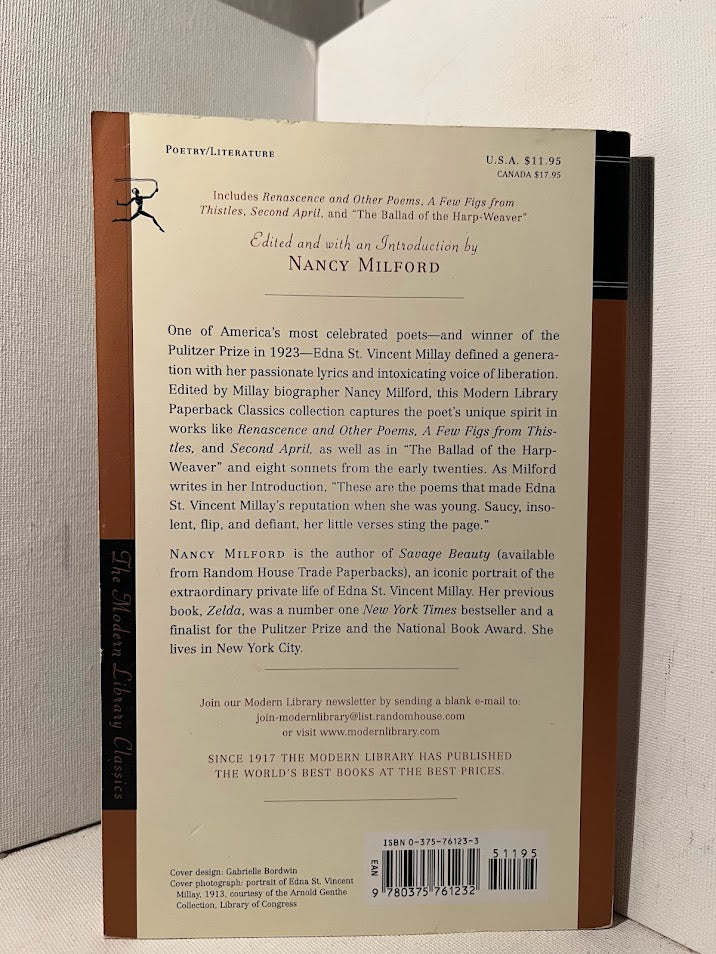 POETRY/LITERATURE
U.S.A. $11.95
CANADA $17.95
Includes Renascence and Other Poems, A Few Figs from
Thistles, Second April, and “The Ballad of the Harp-Weaver”
Edited and with an Introduction by
NANCY MILFORD
One of America’s most celebrated poets—and winner of the
Pulitzer Prize in 1923—Edna St. Vincent Millay defined a genera-
tion with her passionate lyrics and intoxicating voice of liberation.
Edited by Millay biographer Nancy Milford, this Modern Library
Paperback Classics collection captures the poet’s unique spirit in
works like Renascence and Other Poems, A Few Figs from This-
tles, and Second April, as well as in “The Ballad of the Harp-
Weaver” and eight sonnets from the early twenties. As Milford
writes in her Introduction, “These are the poems that made Edna
St. Vincent Millay’s reputation when she was young. Saucy, inso-
lent, flip, and defiant, her little verses sting the page.”
NANCY MILFORD is the author of Savage Beauty (available
from Random House Trade Paperbacks), an iconic portrait of the
extraordinary private life of Edna St. Vincent Millay. Her previous
book, Zelda, was a number one New York Times bestseller and a
finalist for the Pulitzer Prize and the National Book Award. She
lives in New York City.
The Modern Library Classics
Join our Modern Library newsletter by sending a blank e-mail to:
join-modernlibrary@list.randomhouse.com
or visit www.modernlibrary.com
SINCE 1917 THE MODERN LIBRARY HAS PUBLISHED
THE WORLD’S BEST BOOKS AT THE BEST PRICES.
Cover design: Gabrielle Bordwin
Cover photograph: portrait of Edna St. Vincent
Millay, 1913, courtesy of the Arnold Genthe
Collection, Library of Congress
ISBN 0-375-76123-3
51195
EAN
9 780375 761232